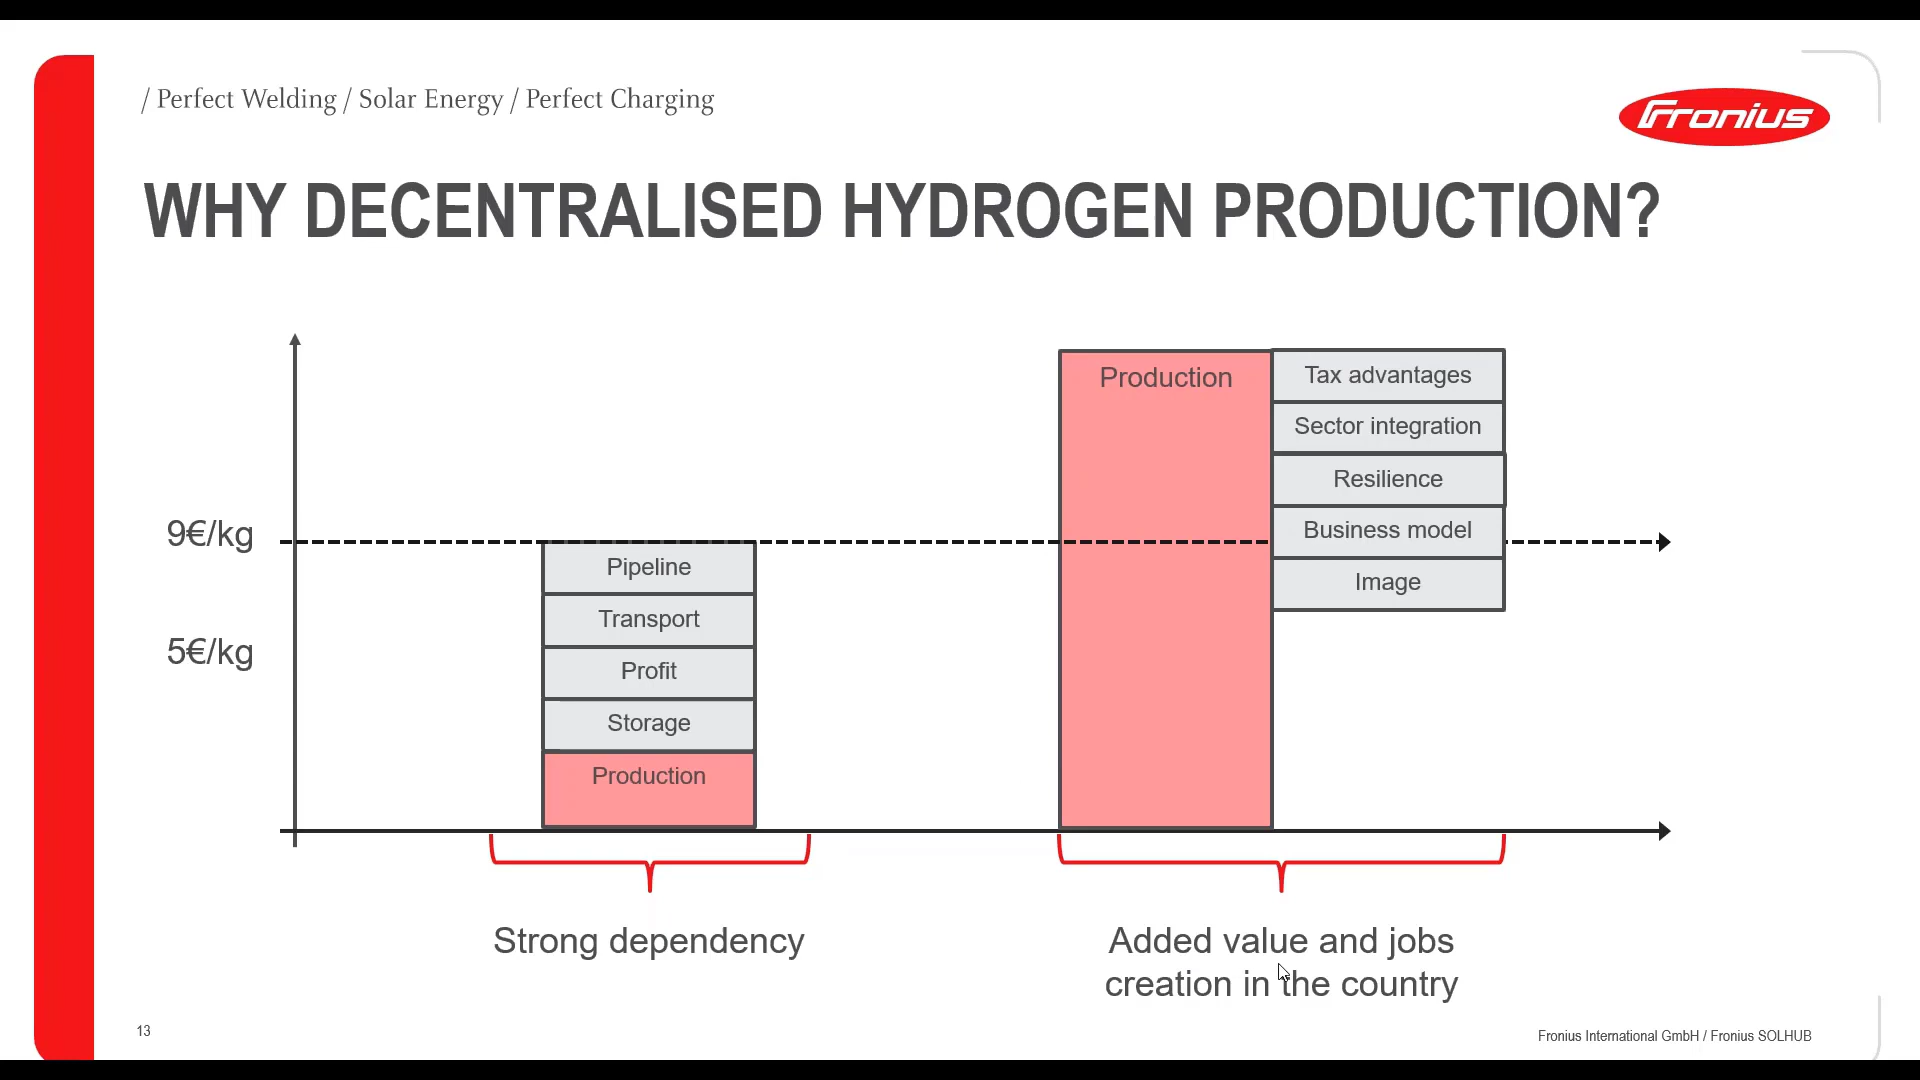 / Perfect Welding / Solar Energy / Perfect Charging
Fronius
WHY DECENTRALISED HYDROGEN PRODUCTION?
9€/kg
5€/kg
Pipeline
Transport
Profit
Storage
Production
Production
Tax advantages
Sector integration
Resilience
Business model
Image
Strong dependency
Added value and jobs
creation in the country
13
Fronius International GmbH / Fronius SOLHUB